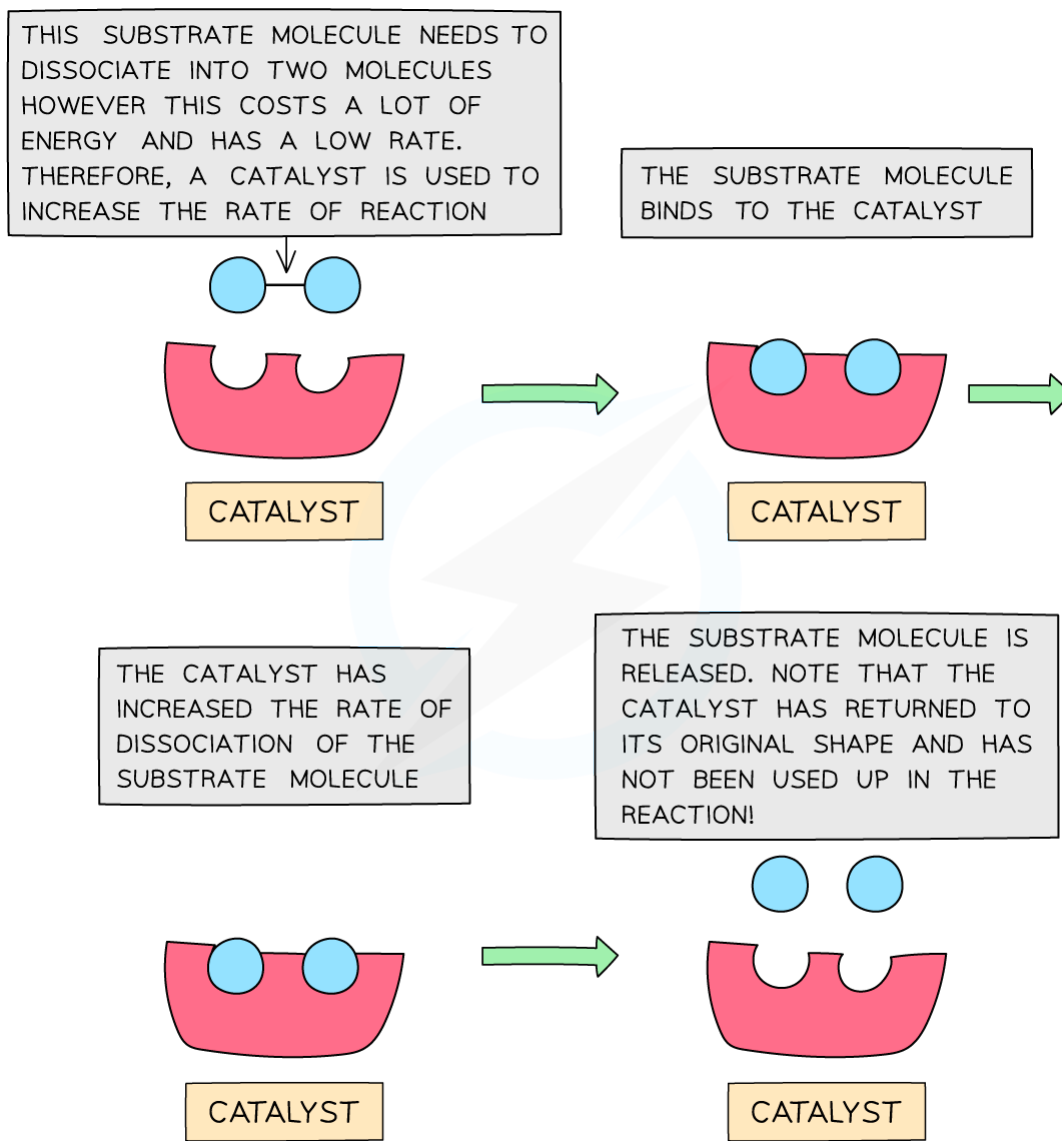 THIS SUBSTRATE MOLECULE NEEDS TO
DISSOCIATE INTO TWO MOLECULES
HOWEVER THIS COSTS A LOT OF
ENERGY AND HAS A LOW RATE.
THEREFORE, A CATALYST IS USED TO
INCREASE THE RATE OF REACTION
THE SUBSTRATE MOLECULE
BINDS TO THE CATALYST
CATALYST
CATALYST
THE CATALYST HAS
INCREASED THE RATE OF
DISSOCIATION OF THE
SUBSTRATE MOLECULE
THE SUBSTRATE MOLECULE IS
RELEASED. NOTE THAT THE
CATALYST HAS RETURNED TO
ITS ORIGINAL SHAPE AND HAS
NOT BEEN USED UP IN THE
REACTION!
CATALYST
CATALYST